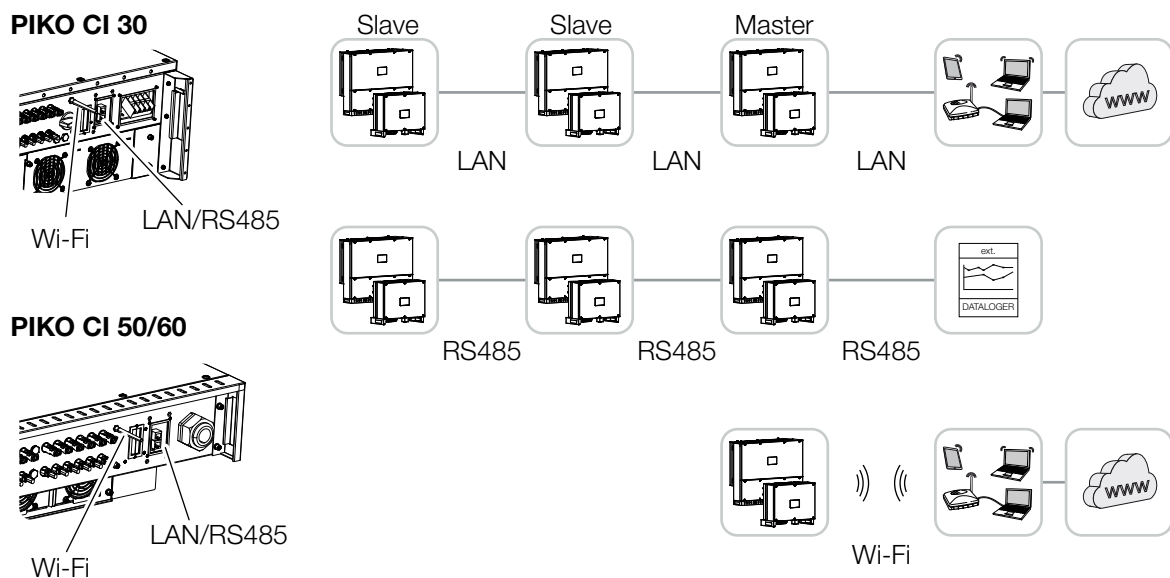 PIKO CI 30
Wi-Fi
LAN/RS485
PIKO CI 50/60
Wi-Fi
LAN/RS485
Slave
Slave
Master
LAN
LAN
LAN
WWW
RS485
RS485
RS485
ext.
DATALOGER
Wi-Fi
WWW